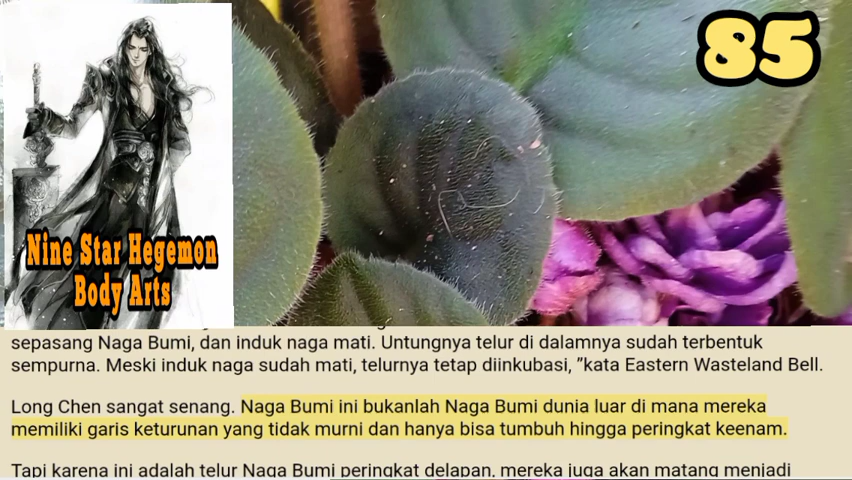 85
Nine Star Hegemon
Body Arts
sepasang Naga Bumi, dan induk naga mati. Untungnya telur di dalamnya sudah terbentuk
sempurna. Meski induk naga sudah mati, telurnya tetap diinkubasi, ”kata Eastern Wasteland Bell.
Long Chen sangat senang. Naga Bumi ini bukanlah Naga Bumi dunia luar di mana mereka
memiliki garis keturunan yang tidak murni dan hanya bisa tumbuh hingga peringkat keenam.
Tapi karena ini adalah telur Naga Bumi peringkat delapan, mereka juga akan matang menjadi